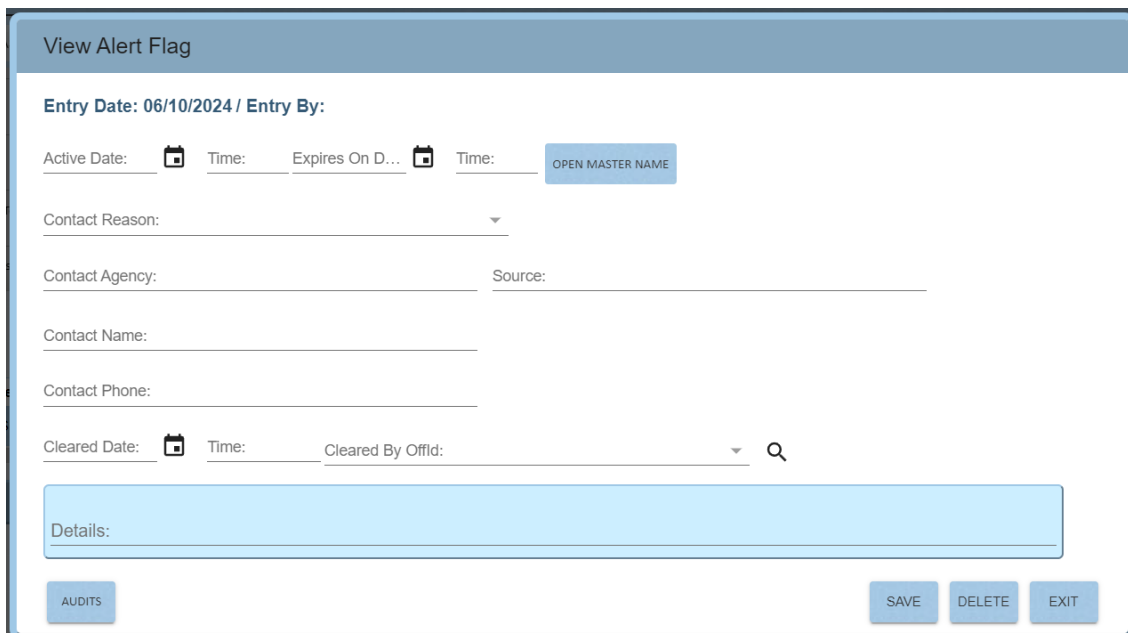 View Alert Flag
Entry Date: 06/10/2024 / Entry By:
Active Date: Time: Expires On D... Time: OPEN MASTER NAME
Contact Reason:
Contact Agency: Source:
Contact Name:
Contact Phone:
Cleared Date: Time: Cleared By OffId:
Details:
AUDITS SAVE DELETE EXIT